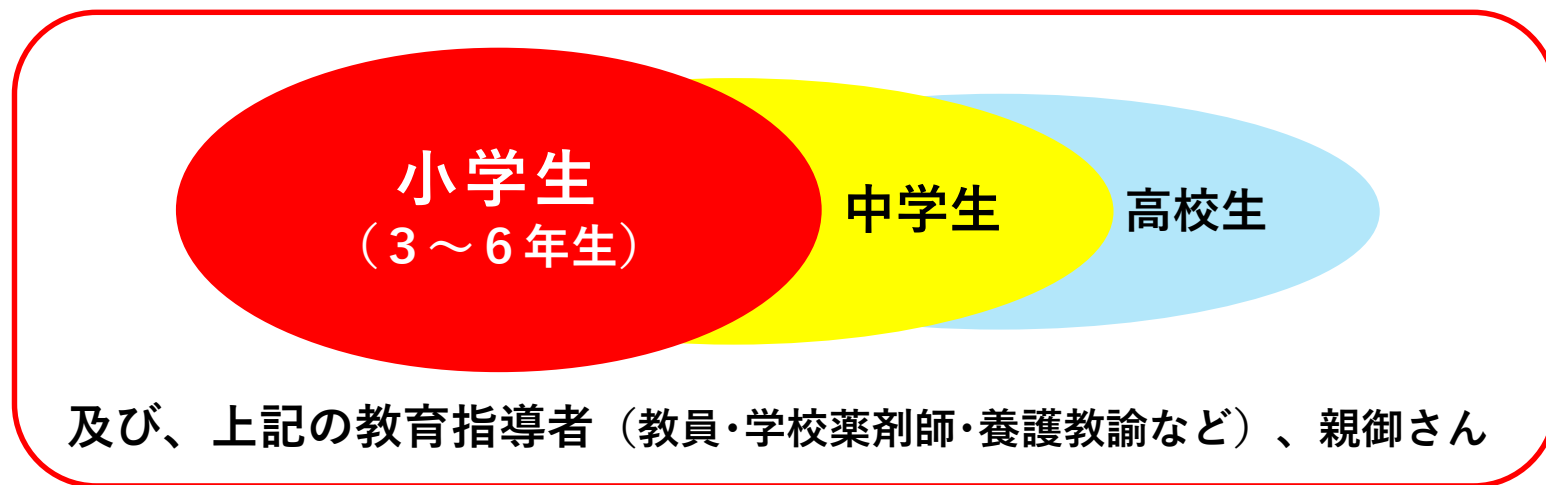 小学生
（３～６年生）
中学生
高校生
及び、上記の教育指導者（教員･学校薬剤師･養護教諭など）、親御さん